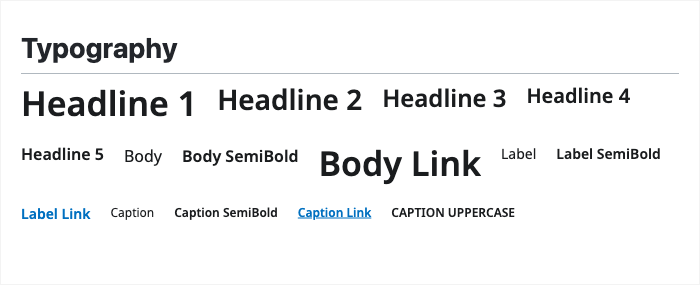 Typography
Headline 1 Headline 2 Headline 3 Headline 4
Headline 5 Body Body SemiBold Body Link Label Label SemiBold
Label Link Caption Caption SemiBold Caption Link CAPTION UPPERCASE